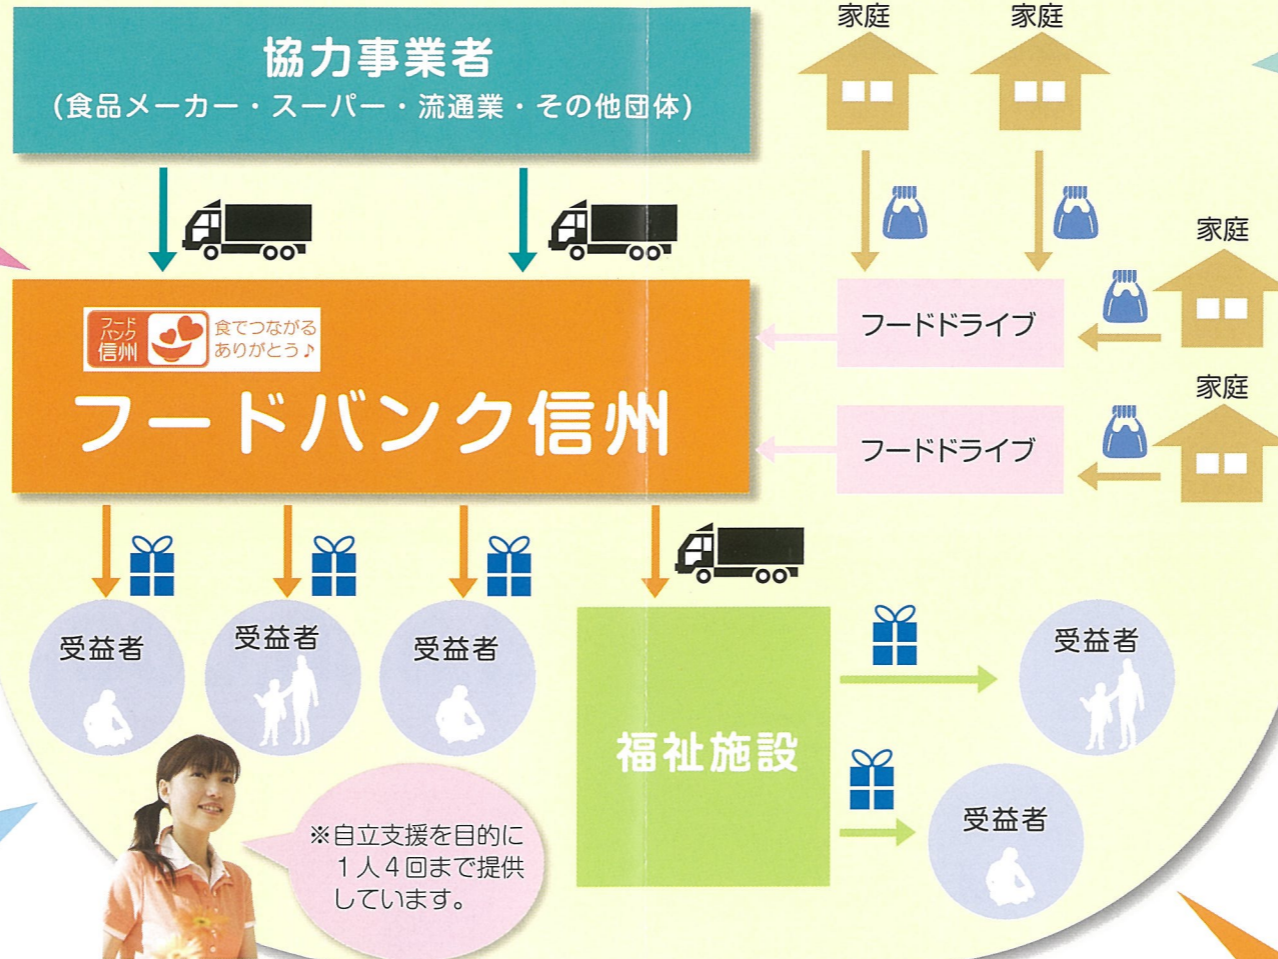 協力事業者
(食品メーカー・スーパー・流通業・その他団体)
家庭
家庭
家庭
家庭
フードドライブ
フードドライブ
フード
バンク
信州
食でつながる
ありがとう♪
フードバンク信州
受益者
受益者
受益者
福祉施設
受益者
受益者
※自立支援を目的に
1人4回まで提供
しています。